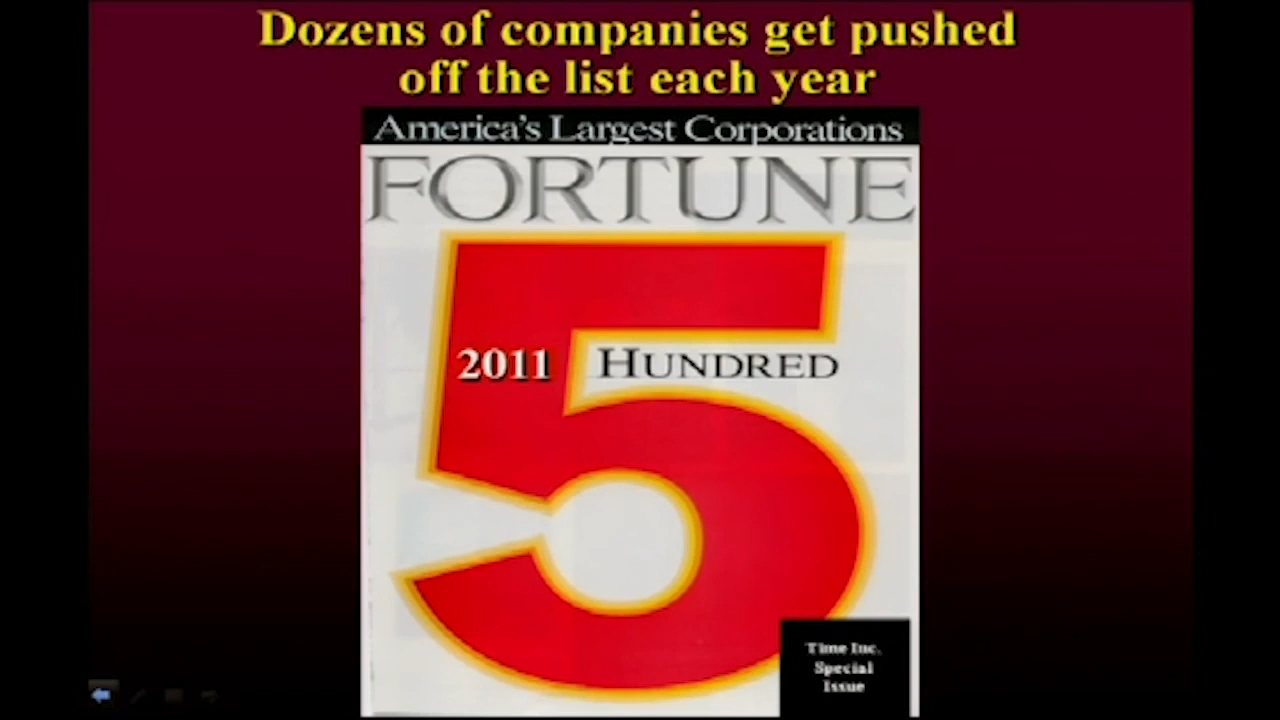 Dozens of companies get pushed
off the list each year
America's Largest Corporations
FORTUNE
5
2011 HUNDRED
Time Inc.
Special
Issue